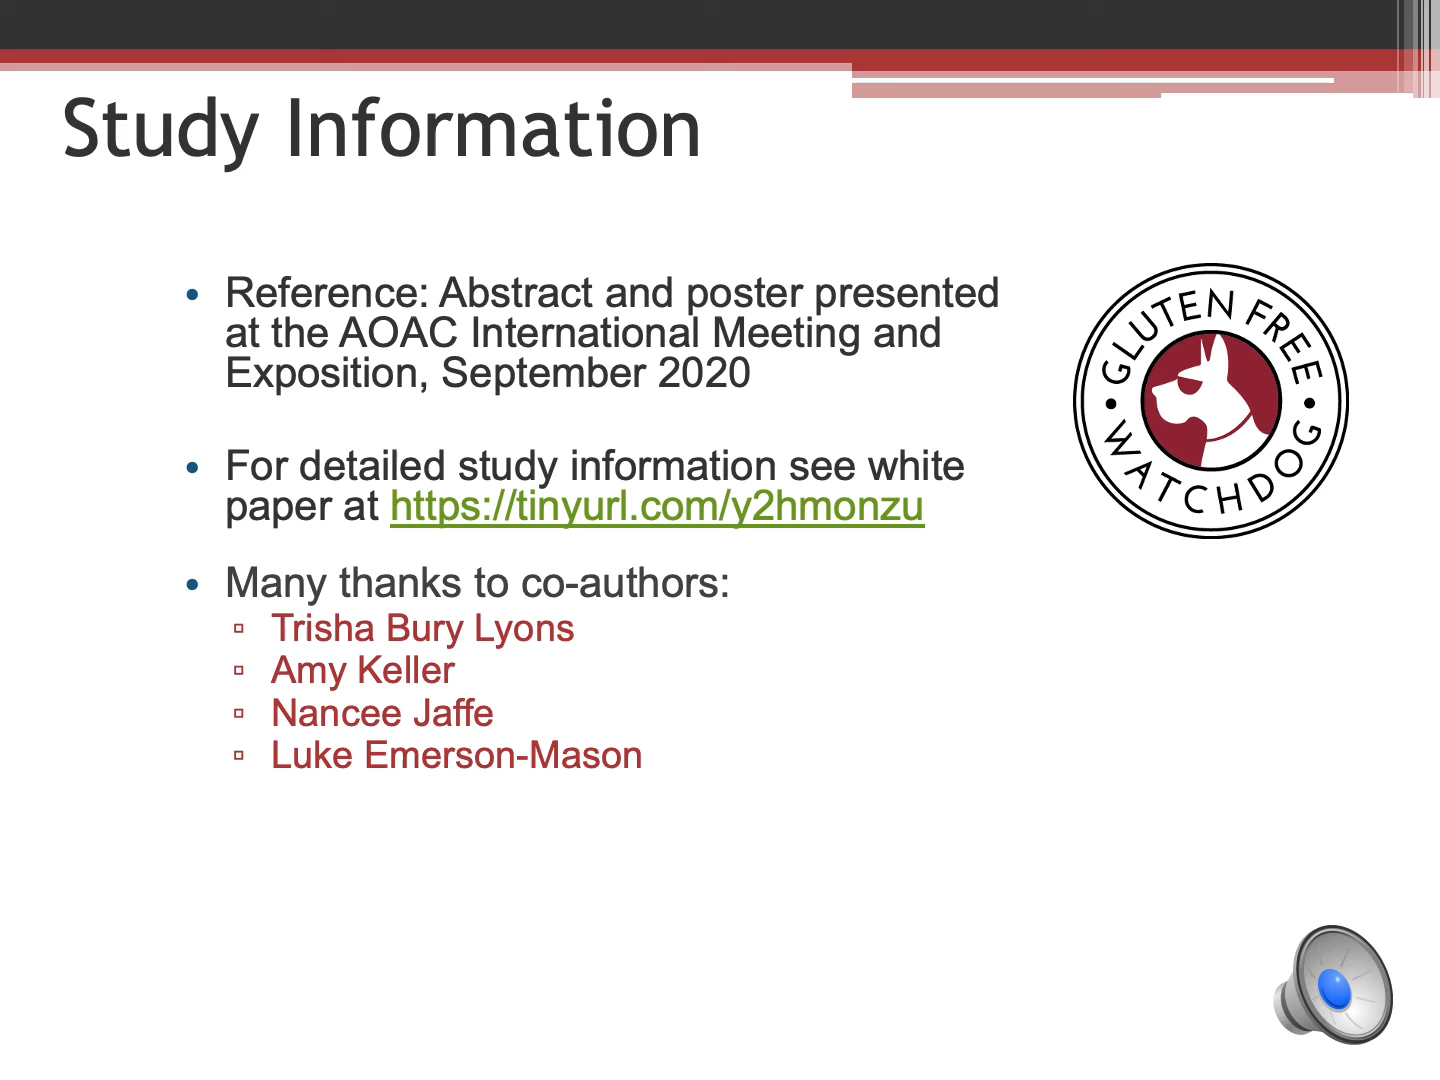 Study Information
• Reference: Abstract and poster presented
at the AOAC International Meeting and
Exposition, September 2020
• For detailed study information see white
paper at https://tinyurl.com/y2hmonzu
• Many thanks to co-authors:
▫ Trisha Bury Lyons
▫ Amy Keller
▫ Nancee Jaffe
▫ Luke Emerson-Mason
GLUTEN FREE
• WATCHDOG •